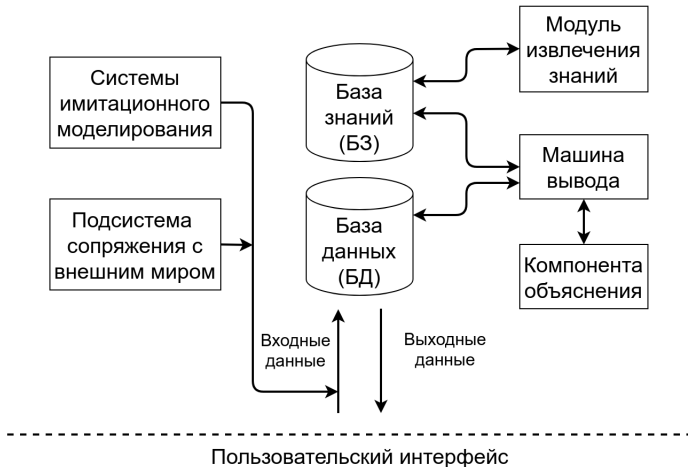 Системы
имитационного
моделирования
Подсистема
сопряжения с
внешним миром
База
знаний
(БЗ)
База
данных
(БД)
Модуль
извлечения
знаний
Машина
вывода
Компонента
объяснения
Входные
данные
Выходные
данные
Пользовательский интерфейс